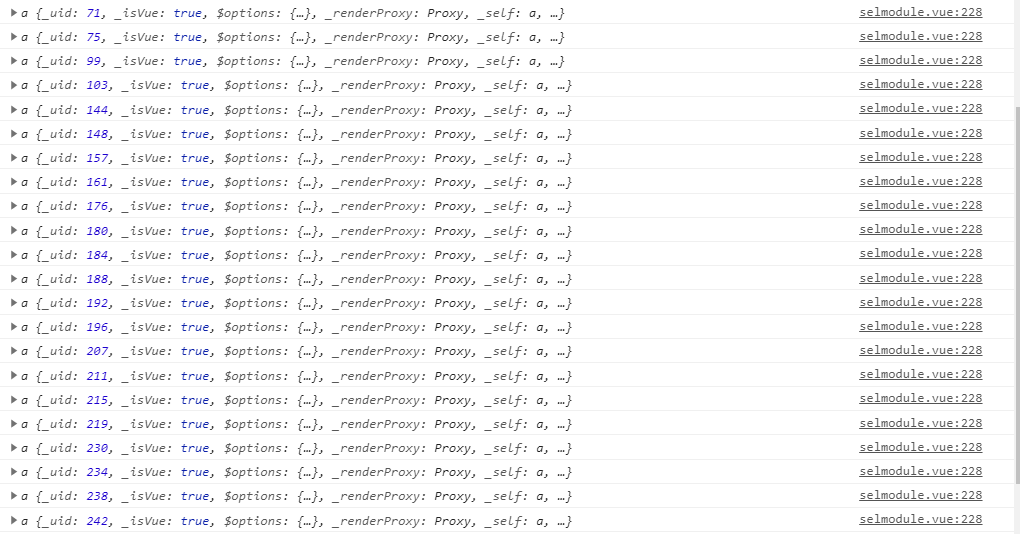 a {_uid: 71, _isVue: true, $options: {…}, _renderProxy: Proxy, _self: a, …} selmodule.vue:228
a {_uid: 75, _isVue: true, $options: {…}, _renderProxy: Proxy, _self: a, …} selmodule.vue:228
a {_uid: 99, _isVue: true, $options: {…}, _renderProxy: Proxy, _self: a, …} selmodule.vue:228
a {_uid: 103, _isVue: true, $options: {…}, _renderProxy: Proxy, _self: a, …} selmodule.vue:228
a {_uid: 144, _isVue: true, $options: {…}, _renderProxy: Proxy, _self: a, …} selmodule.vue:228
a {_uid: 148, _isVue: true, $options: {…}, _renderProxy: Proxy, _self: a, …} selmodule.vue:228
a {_uid: 157, _isVue: true, $options: {…}, _renderProxy: Proxy, _self: a, …} selmodule.vue:228
a {_uid: 161, _isVue: true, $options: {…}, _renderProxy: Proxy, _self: a, …} selmodule.vue:228
a {_uid: 176, _isVue: true, $options: {…}, _renderProxy: Proxy, _self: a, …} selmodule.vue:228
a {_uid: 180, _isVue: true, $options: {…}, _renderProxy: Proxy, _self: a, …} selmodule.vue:228
a {_uid: 184, _isVue: true, $options: {…}, _renderProxy: Proxy, _self: a, …} selmodule.vue:228
a {_uid: 188, _isVue: true, $options: {…}, _renderProxy: Proxy, _self: a, …} selmodule.vue:228
a {_uid: 192, _isVue: true, $options: {…}, _renderProxy: Proxy, _self: a, …} selmodule.vue:228
a {_uid: 196, _isVue: true, $options: {…}, _renderProxy: Proxy, _self: a, …} selmodule.vue:228
a {_uid: 207, _isVue: true, $options: {…}, _renderProxy: Proxy, _self: a, …} selmodule.vue:228
a {_uid: 211, _isVue: true, $options: {…}, _renderProxy: Proxy, _self: a, …} selmodule.vue:228
a {_uid: 215, _isVue: true, $options: {…}, _renderProxy: Proxy, _self: a, …} selmodule.vue:228
a {_uid: 219, _isVue: true, $options: {…}, _renderProxy: Proxy, _self: a, …} selmodule.vue:228
a {_uid: 230, _isVue: true, $options: {…}, _renderProxy: Proxy, _self: a, …} selmodule.vue:228
a {_uid: 234, _isVue: true, $options: {…}, _renderProxy: Proxy, _self: a, …} selmodule.vue:228
a {_uid: 238, _isVue: true, $options: {…}, _renderProxy: Proxy, _self: a, …} selmodule.vue:228
a {_uid: 242, _isVue: true, $options: {…}, _renderProxy: Proxy, _self: a, …} selmodule.vue:228